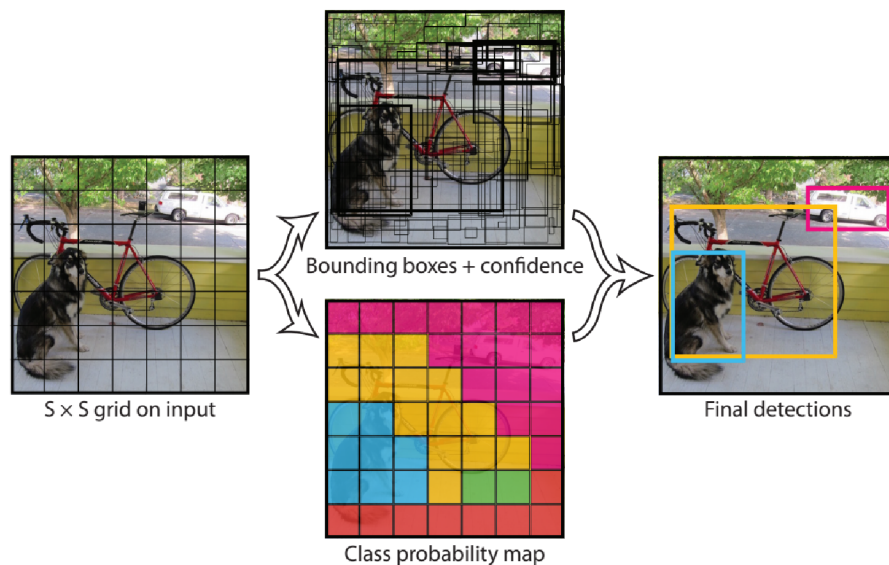 Bounding boxes + confidence
S × S grid on input
Final detections
Class probability map